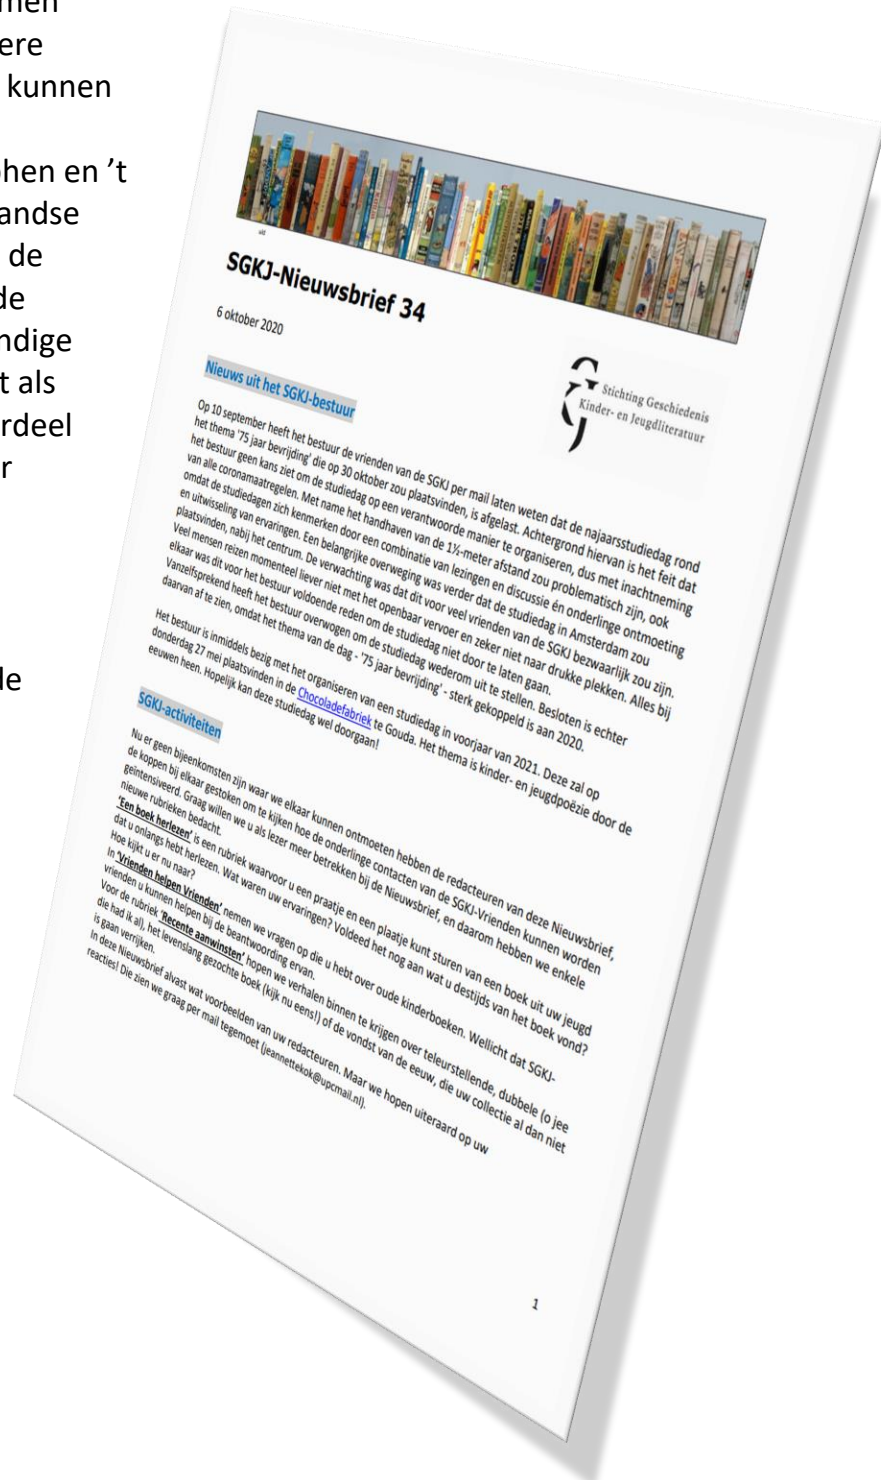 men
ere
kunnen
phen en ’t
andse
de
de
ndige
t als
rdeel
r
de
SGKJ-Nieuwsbrief 34
6 oktober 2020
Stichting Geschiedenis
Kinder- en Jeugdliteratuur
Nieuws uit het SGKJ-bestuur
Op 10 september heeft het bestuur de vrienden van de SGKJ per mail laten weten dat de najaarsstudiedag rond
het thema '75 jaar bevrijding' die op 30 oktober zou plaatsvinden, is afgelast. Achtergrond hiervan is het feit dat
het bestuur geen kans ziet om de studiedag op een verantwoorde manier te organiseren, dus met inachtneming
van alle coronamaatregelen. Met name het handhaven van de 1½-meter afstand zou problematisch zijn, ook
omdat de studiedagen zich kenmerken door een combinatie van lezingen en discussie én onderlinge ontmoeting
en uitwisseling van ervaringen. Een belangrijke overweging was verder dat de studiedag in Amsterdam zou
plaatsvinden, nabij het centrum. De verwachting was dat dit voor veel vrienden van de SGKJ bezwaarlijk zou zijn.
Veel mensen reizen momenteel liever niet met het openbaar vervoer en zeker niet naar drukke plekken. Alles bij
elkaar was dit voor het bestuur voldoende reden om de studiedag niet door te laten gaan.
Vanzelfsprekend heeft het bestuur overwogen om de studiedag wederom uit te stellen. Besloten is echter
daarvan af te zien, omdat het thema van de dag - '75 jaar bevrijding' - sterk gekoppeld is aan 2020.
Het bestuur is inmiddels bezig met het organiseren van een studiedag in voorjaar van 2021. Deze zal op
donderdag 27 mei plaatsvinden in de Chocoladefabriek te Gouda. Het thema is kinder- en jeugdpoëzie door de
eeuwen heen. Hopelijk kan deze studiedag wel doorgaan!
SGKJ-activiteiten
Nu er geen bijeenkomsten zijn waar we elkaar kunnen ontmoeten hebben de redacteuren van deze Nieuwsbrief,
de koppen bij elkaar gestoken om te kijken hoe de onderlinge contacten van de SGKJ-Vrienden kunnen worden
geïntensiveerd. Graag willen we u als lezer meer betrekken bij de Nieuwsbrief, en daarom hebben we enkele
nieuwe rubrieken bedacht.
'Een boek herlezen' is een rubriek waarvoor u een praatje en een plaatje kunt sturen van een boek uit uw jeugd
dat u onlangs hebt herlezen. Wat waren uw ervaringen? Voldeed het nog aan wat u destijds van het boek vond?
Hoe kijkt u er nu naar?
In 'Vrienden helpen Vrienden' nemen we vragen op die u hebt over oude kinderboeken. Wellicht dat SGKJ-
vrienden u kunnen helpen bij de beantwoording ervan.
Voor de rubriek 'Recente aanwinsten' hopen we verhalen binnen te krijgen over teleurstellende, dubbele (o jee
die had ik al), het levenslang gezochte boek (kijk nu eens!) of de vondst van de eeuw, die uw collectie al dan niet
is gaan verrijken.
In deze Nieuwsbrief alvast wat voorbeelden van uw redacteuren. Maar we hopen uiteraard op uw
reacties! Die zien we graag per mail tegemoet (jeannettekok@upcmail.nl).
1